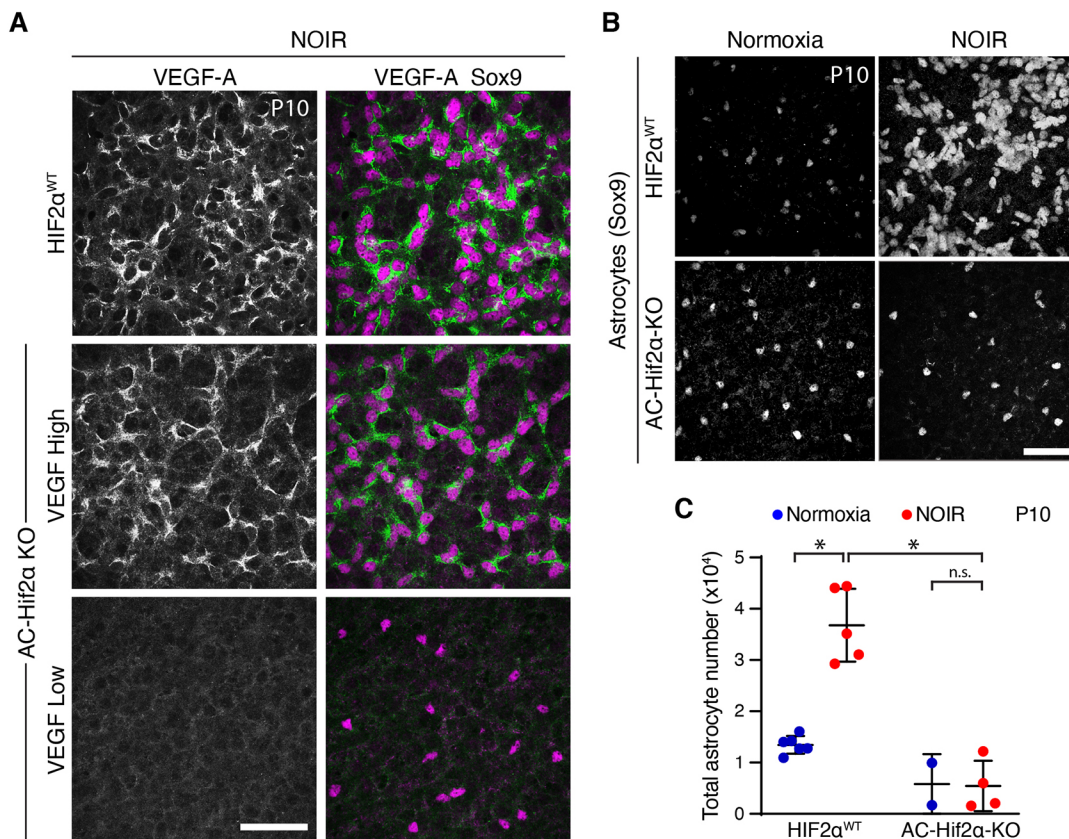 A
NOIR
VEGF-A
VEGF-A Sox9
P10
HIF2α^WT
AC-Hif2α KO
VEGF High
VEGF Low
B
Normoxia
NOIR
P10
Astrocytes (Sox9)
HIF2α^WT
AC-Hif2α-KO
C
Normoxia
NOIR
P10
*
*
n.s.
Total astrocyte number (x10⁴)
5
4
3
2
1
0
HIF2α^WT
AC-Hif2α-KO